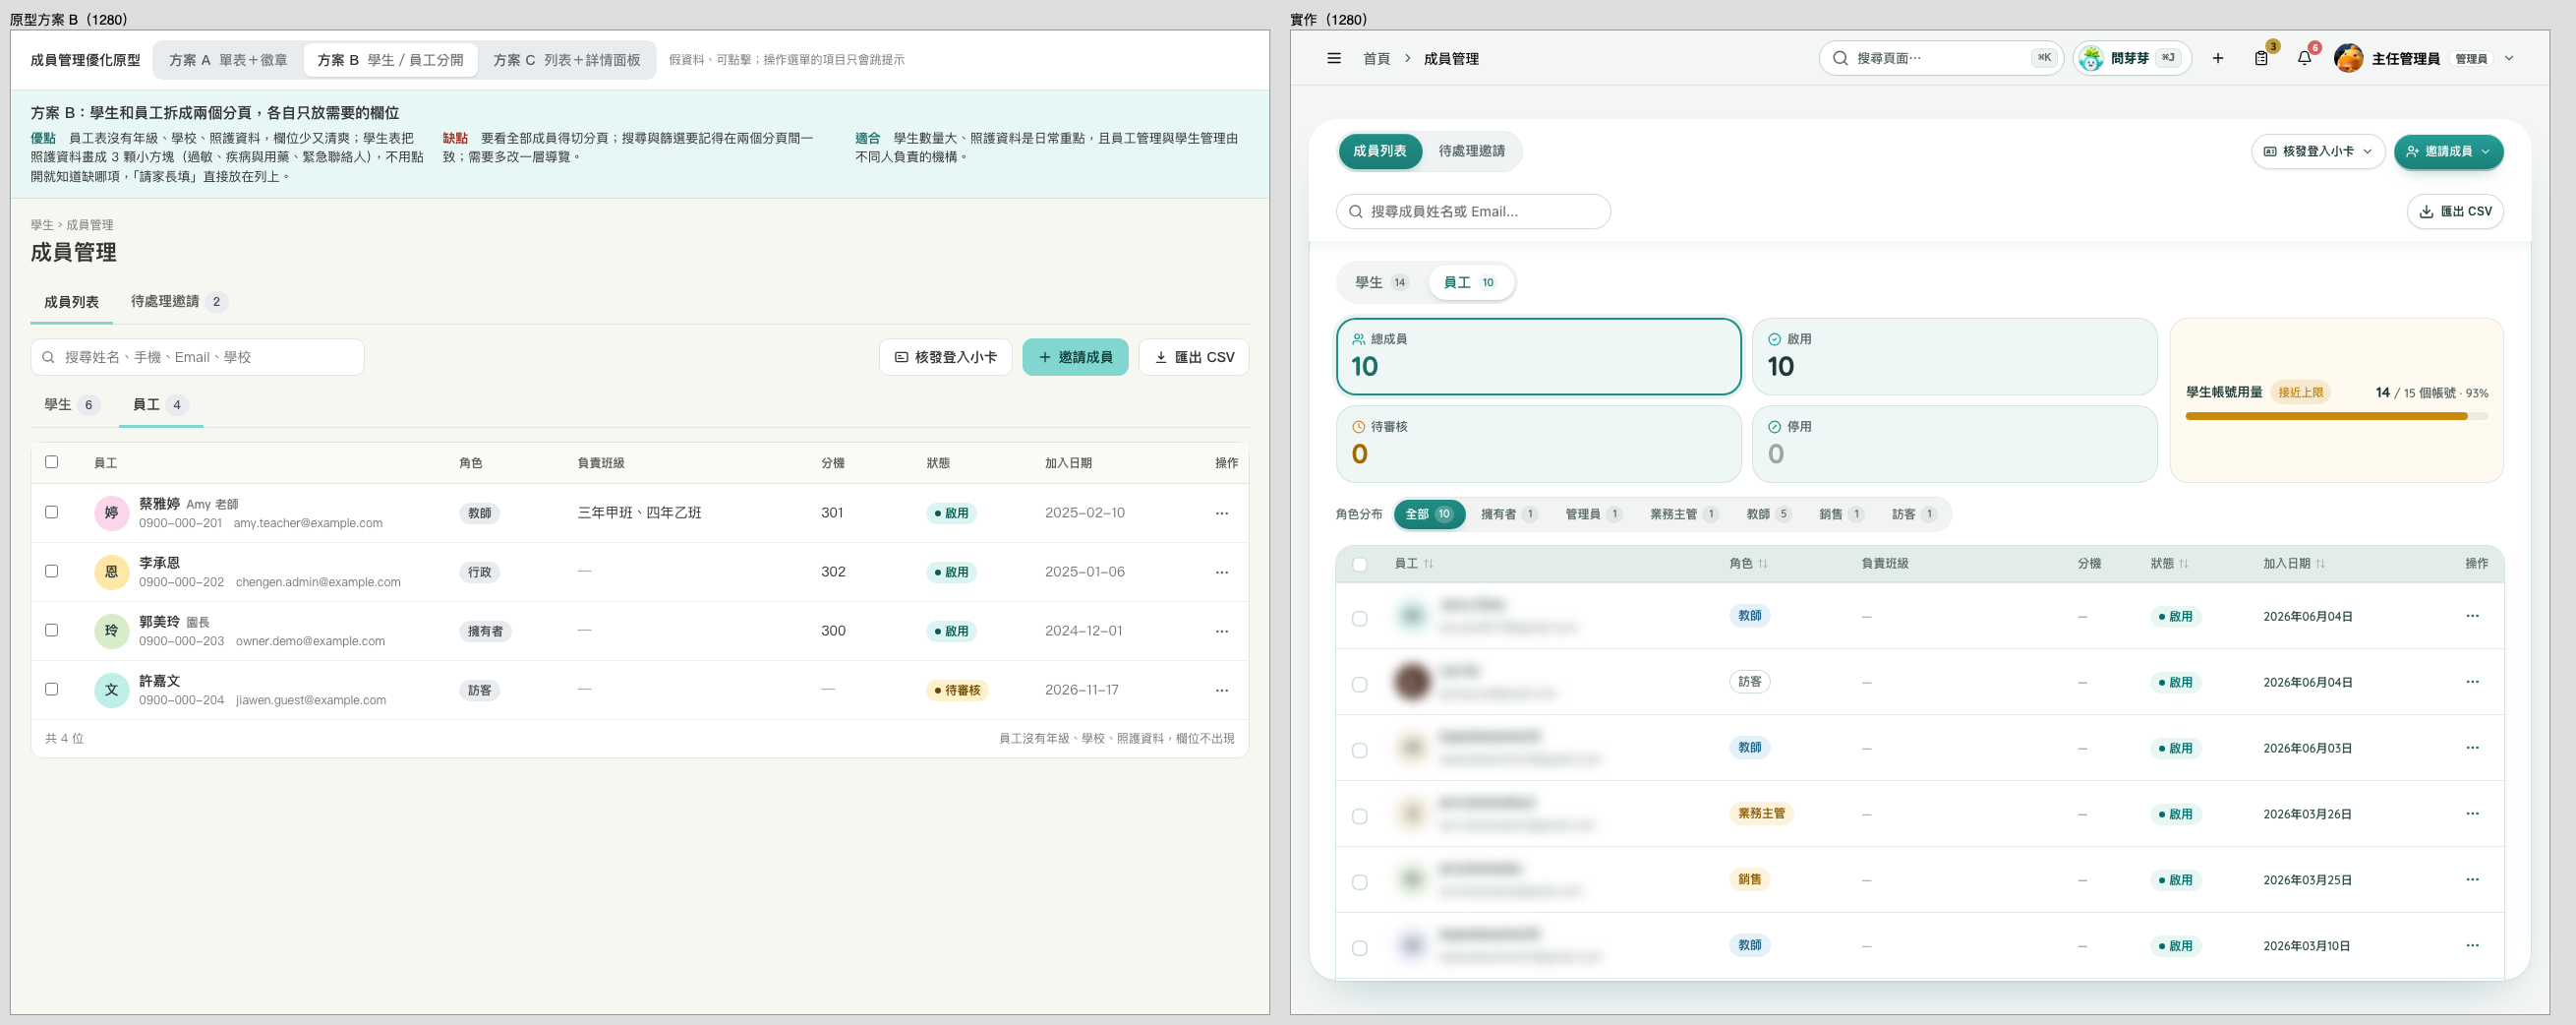 原型方案 B（1280）
成員管理優化原型
方案 A 單表＋徽章
方案 B 學生 / 員工分開
方案 C 列表＋詳情面板
假資料、可點擊；操作選單的項目只會跳提示
方案 B：學生和員工拆成兩個分頁，各自只放需要的欄位
優點 員工表沒有年級、學校、照護資料，欄位少又清爽；學生表把
照護資料畫成 3 顆小方塊（過敏、疾病與用藥、緊急聯絡人），不用點
開就知道缺哪項，「請家長填」直接放在列上。
缺點 要看全部成員得切分頁；搜尋與篩選要記得在兩個分頁間一
致；需要多改一層導覽。
適合 學生數量大、照護資料是日常重點，且員工管理與學生管理由
不同人負責的機構。
學生 › 成員管理
成員管理
成員列表
待處理邀請 2
搜尋姓名、手機、Email、學校
核發登入小卡
+ 邀請成員
匯出 CSV
學生 6
員工 4
員工 角色 負責班級 分機 狀態 加入日期 操作
婷 蔡雅婷 Amy 老師
0900-000-201 amy.teacher@example.com
教師 三年甲班、四年乙班 301 啟用 2025-02-10 ···
恩 李承恩
0900-000-202 chengen.admin@example.com
行政 — 302 啟用 2025-01-06 ···
玲 郭美玲 園長
0900-000-203 owner.demo@example.com
擁有者 — 300 啟用 2024-12-01 ···
文 許嘉文
0900-000-204 jiawen.guest@example.com
訪客 — — 待審核 2026-11-17 ···
共 4 位
員工沒有年級、學校、照護資料，欄位不出現
實作（1280）
首頁 › 成員管理
搜尋頁面… ⌘K
問芽芽 ⌘J
3
6
主任管理員 管理員
成員列表
待處理邀請
核發登入小卡
邀請成員
搜尋成員姓名或 Email...
匯出 CSV
學生 14
員工 10
總成員
10
啟用
10
待審核
0
停用
0
學生帳號用量 接近上限 14 / 15 個帳號 · 93%
角色分布 全部 10 擁有者 1 管理員 1 業務主管 1 教師 5 銷售 1 訪客 1
員工 角色 負責班級 分機 狀態 加入日期 操作
教師 — — 啟用 2026年06月04日 ···
訪客 — — 啟用 2026年06月04日 ···
教師 — — 啟用 2026年06月03日 ···
業務主管 — — 啟用 2026年03月26日 ···
銷售 — — 啟用 2026年03月25日 ···
教師 — — 啟用 2026年03月10日 ···